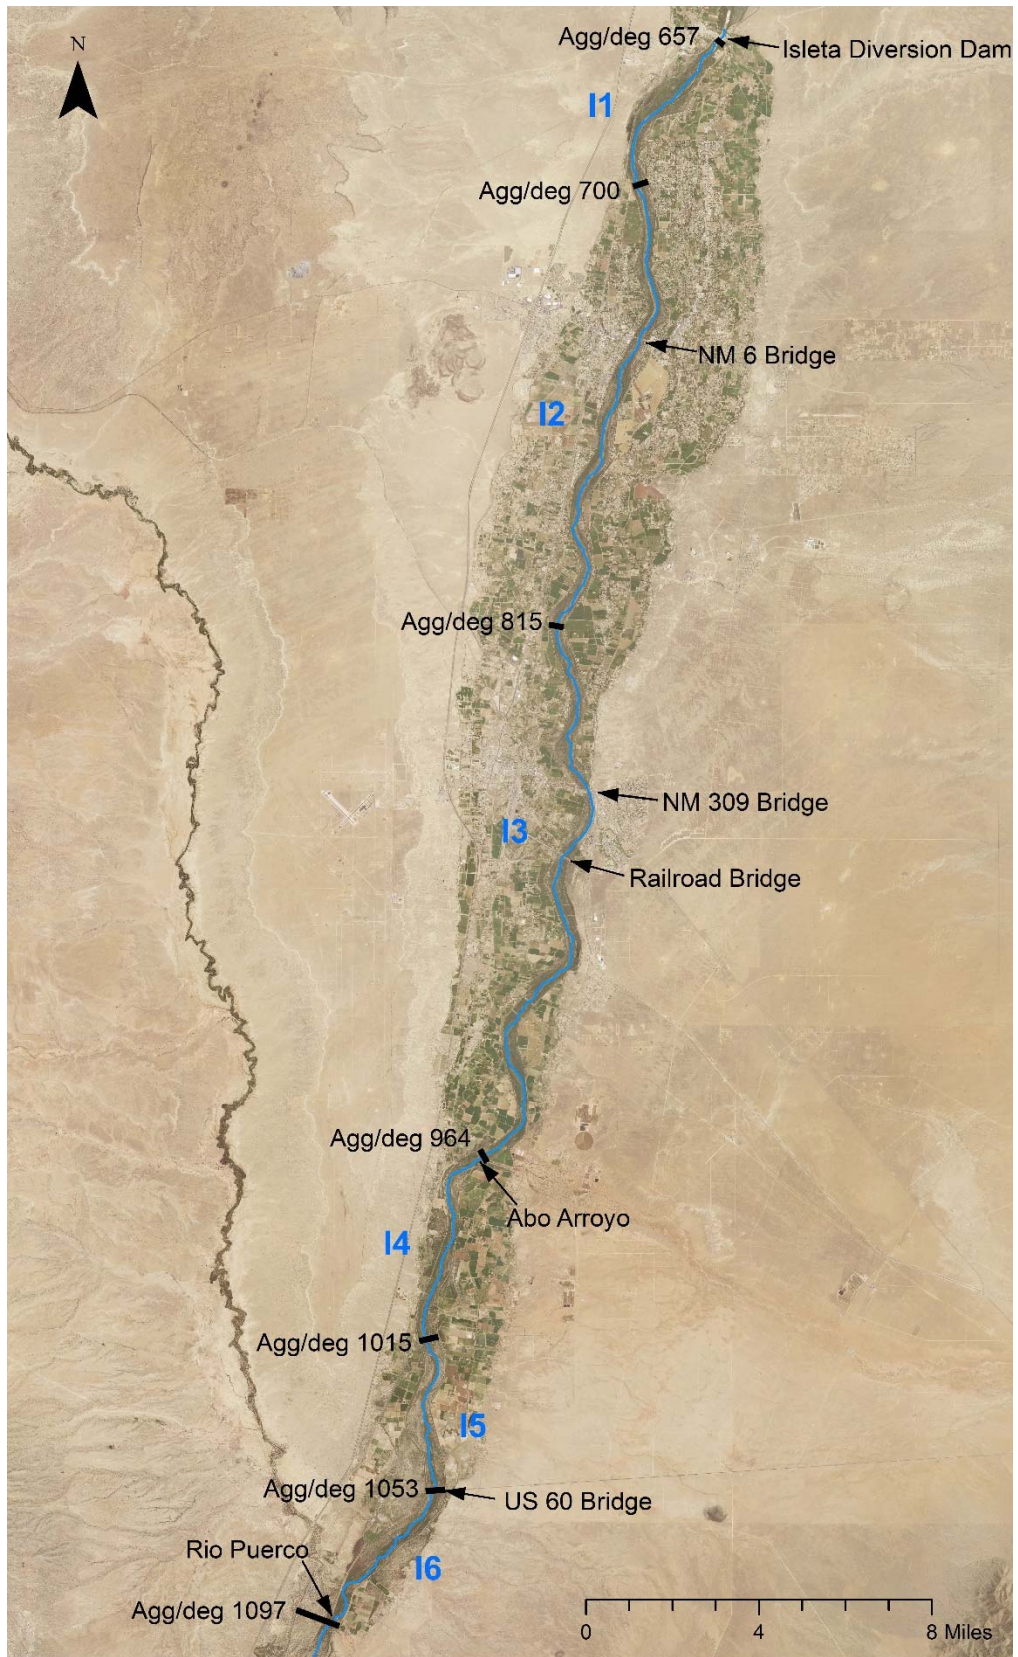 N
Agg/deg 657
Isleta Diversion Dam
I1
Agg/deg 700
NM 6 Bridge
I2
Agg/deg 815
NM 309 Bridge
I3
Railroad Bridge
Agg/deg 964
Abo Arroyo
I4
Agg/deg 1015
I5
Agg/deg 1053
US 60 Bridge
Rio Puerco
I6
Agg/deg 1097
0 4 8 Miles